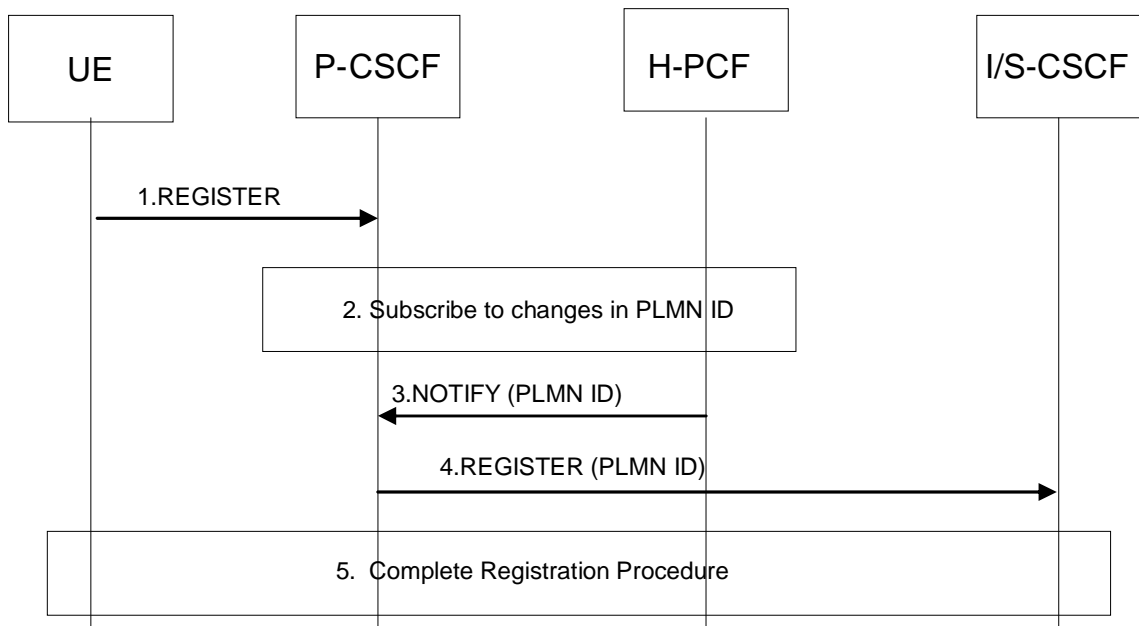 UE
P-CSCF
H-PCF
I/S-CSCF
1.REGISTER
2. Subscribe to changes in PLMN ID
3.NOTIFY (PLMN ID)
4.REGISTER (PLMN ID)
5. Complete Registration Procedure